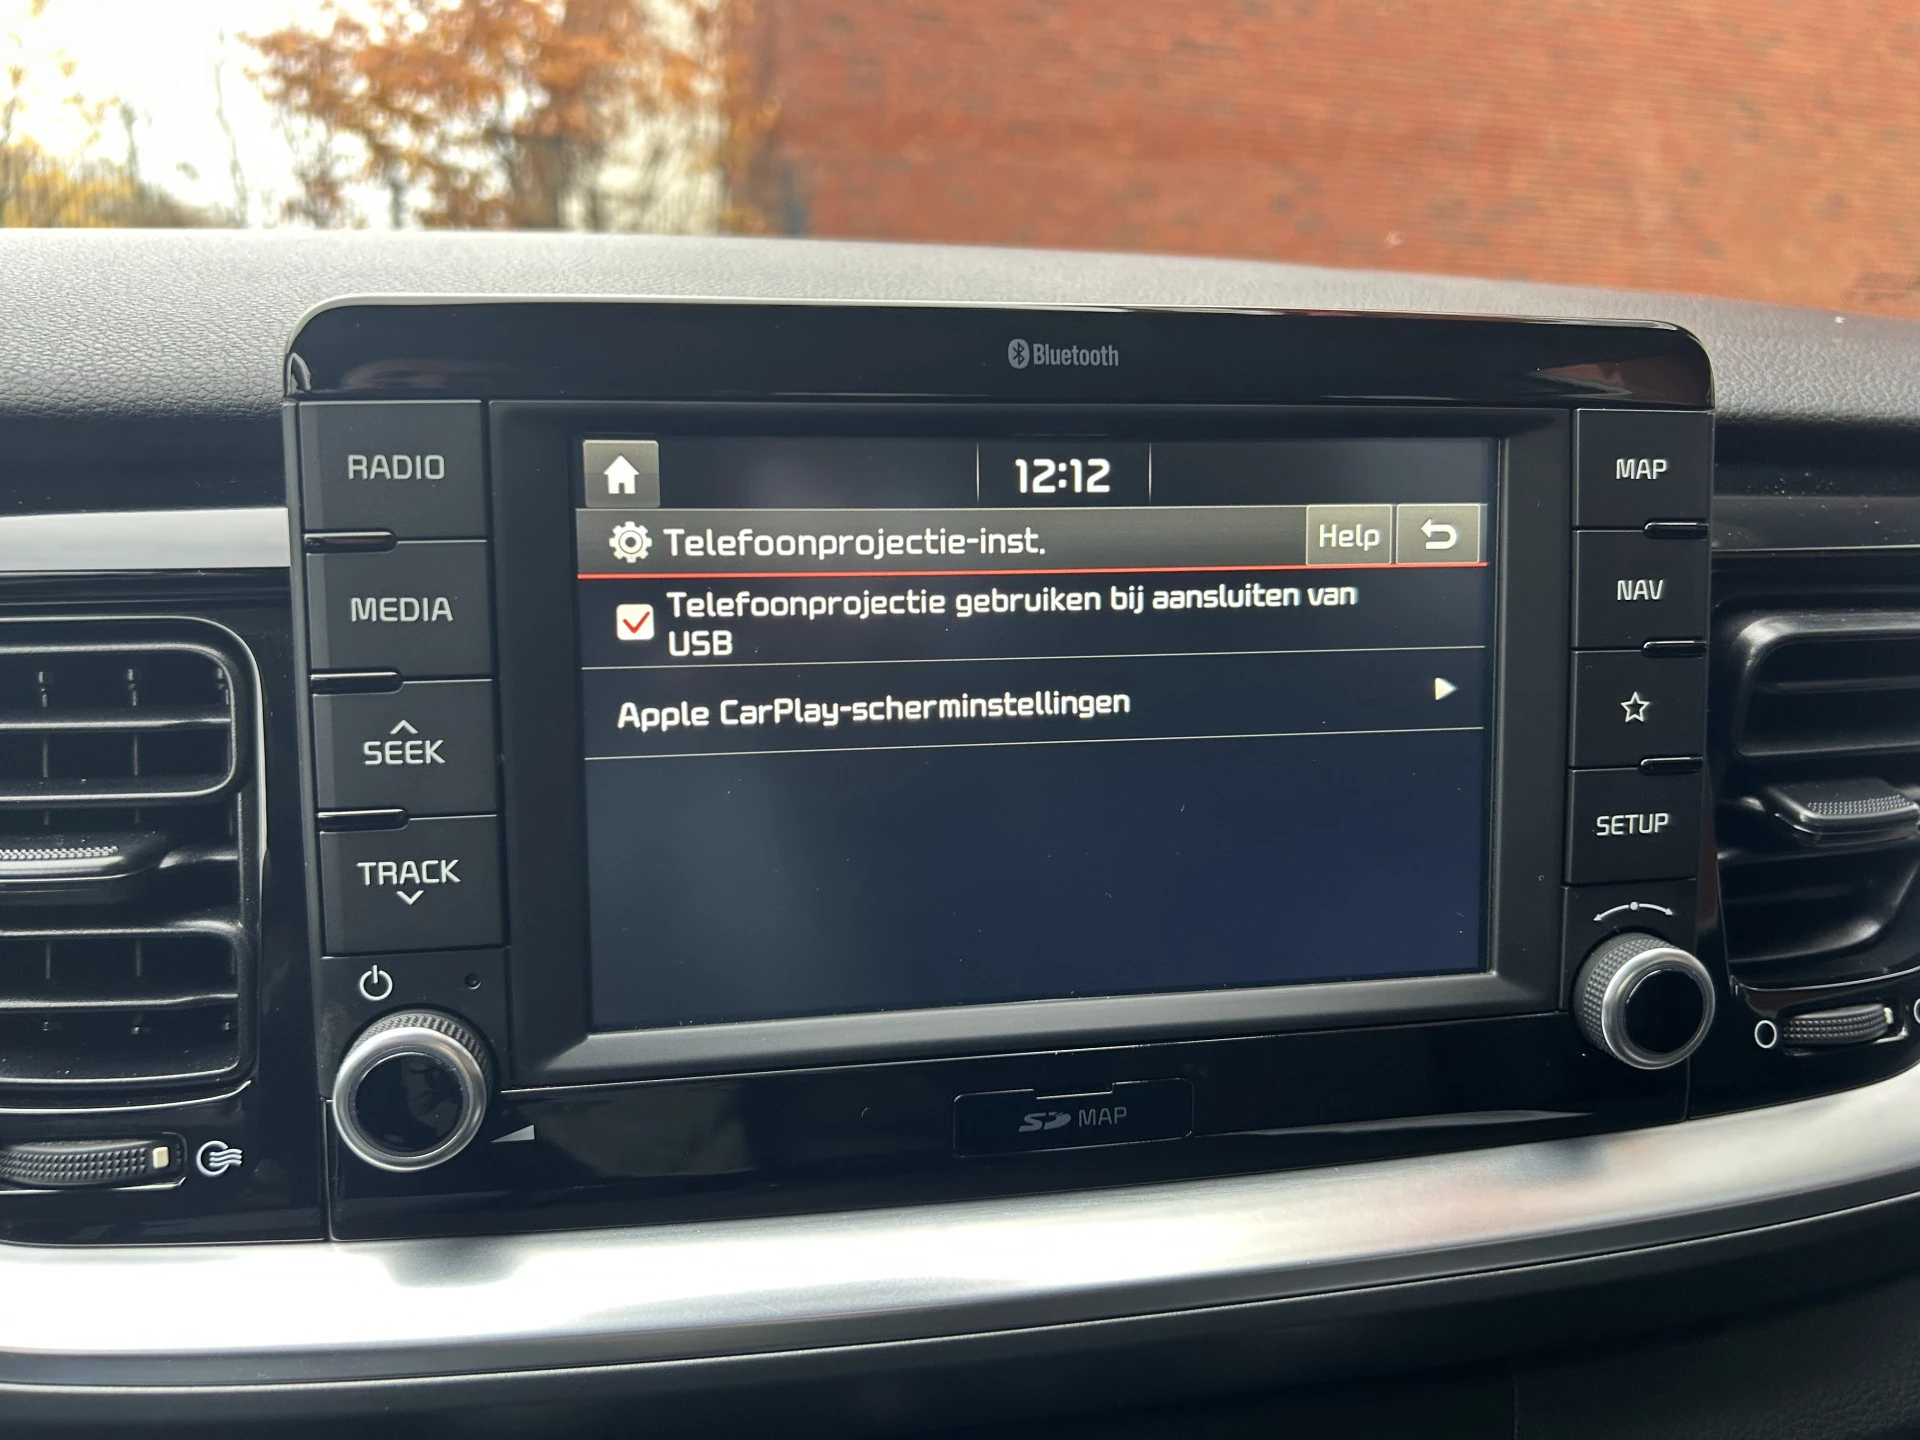 Bluetooth
RADIO
MEDIA
SEEK
TRACK
12:12
Telefoonprojectie-inst.
Help
Telefoonprojectie gebruiken bij aansluiten van
USB
Apple CarPlay-scherminstellingen
MAP
NAV
SETUP
SD MAP